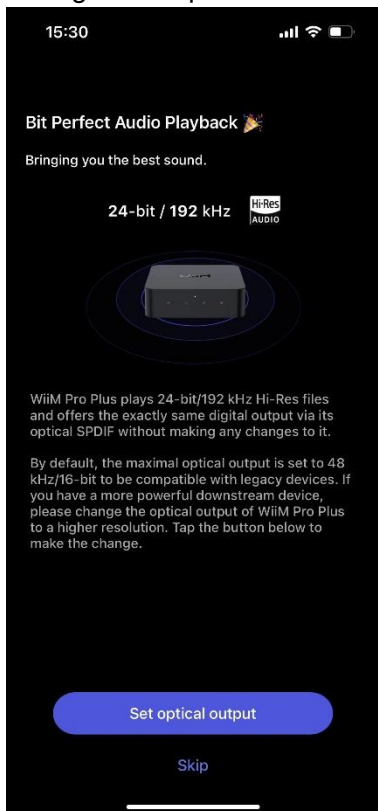 15:30
Bit Perfect Audio Playback 🎉
Bringing you the best sound.
24-bit / 192 kHz
Hi-Res
AUDIO
WiiM
WiiM Pro Plus plays 24-bit/192 kHz Hi-Res files
and offers the exactly same digital output via its
optical SPDIF without making any changes to it.
By default, the maximal optical output is set to 48
kHz/16-bit to be compatible with legacy devices. If
you have a more powerful downstream device,
please change the optical output of WiiM Pro Plus
to a higher resolution. Tap the button below to
make the change.
Set optical output
Skip